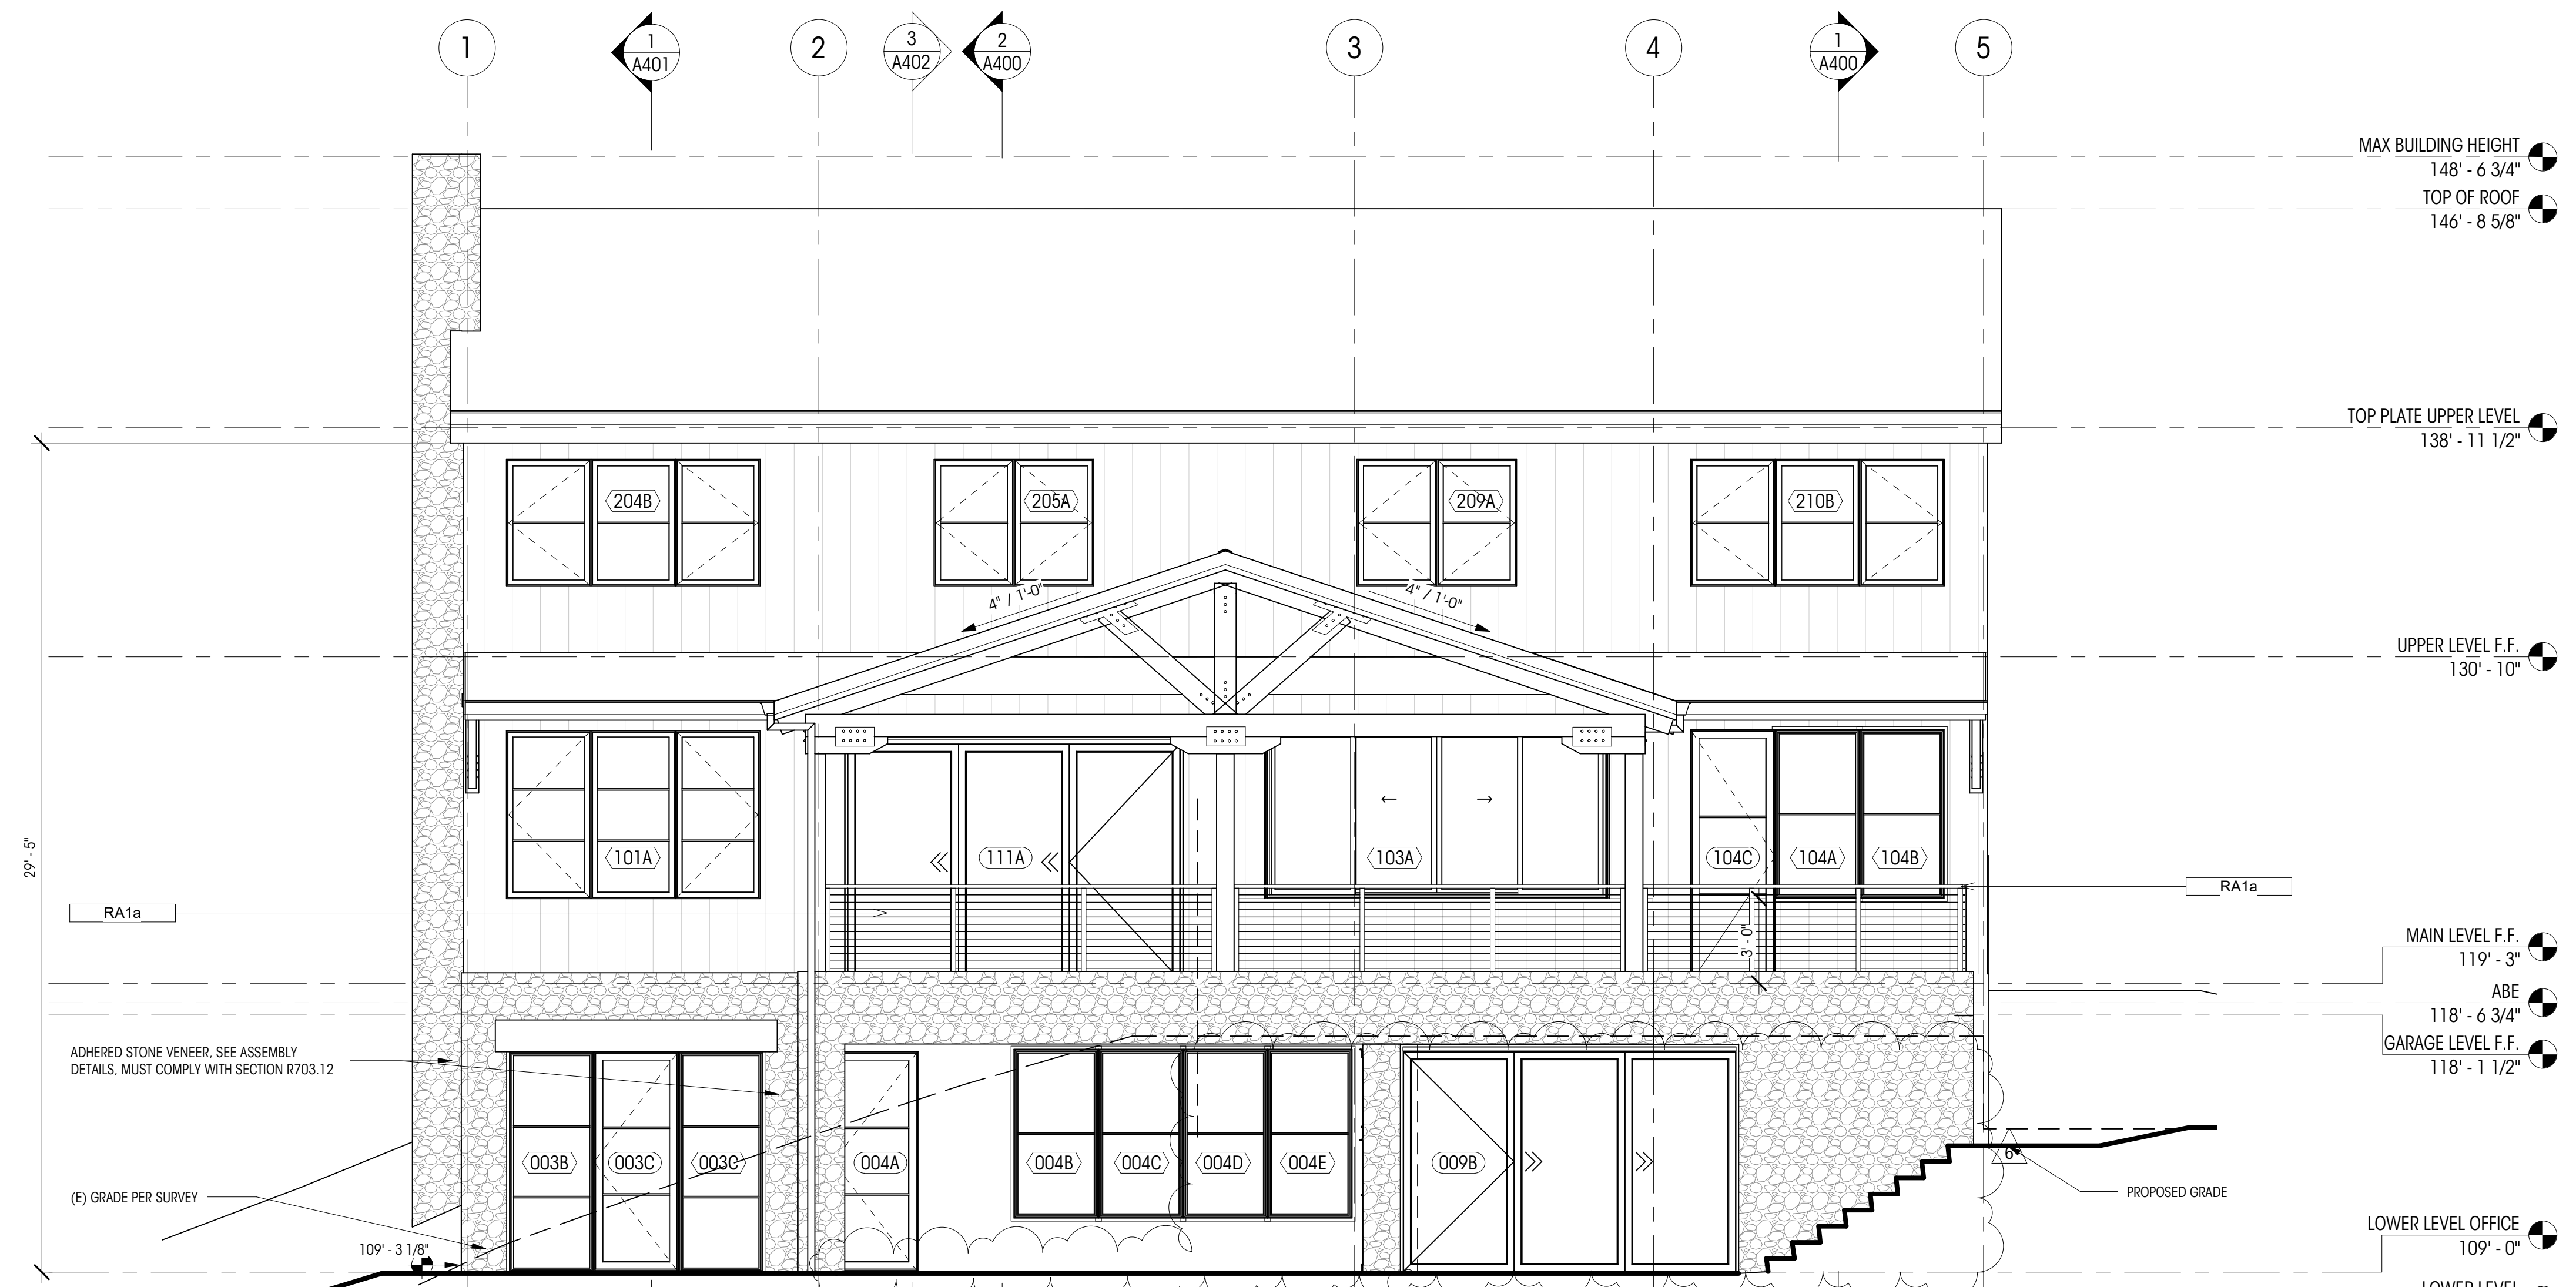 1
1
A401
2
3
A402
2
A400
3
4
1
A400
5
MAX BUILDING HEIGHT
148' - 6 3/4"
TOP OF ROOF
146' - 8 5/8"
TOP PLATE UPPER LEVEL
138' - 11 1/2"
204B
205A
209A
210B
4" / 1'-0"
4" / 1'-0"
UPPER LEVEL F.F.
130' - 10"
29' - 5"
101A
111A
103A
104C
104A
104B
RA1a
RA1a
3' - 0"
MAIN LEVEL F.F.
119' - 3"
ABE
118' - 6 3/4"
GARAGE LEVEL F.F.
118' - 1 1/2"
ADHERED STONE VENEER, SEE ASSEMBLY
DETAILS, MUST COMPLY WITH SECTION R703.12
003B
003C
003C
004A
004B
004C
004D
004E
009B
6
(E) GRADE PER SURVEY
PROPOSED GRADE
109' - 3 1/8"
LOWER LEVEL OFFICE
109' - 0"
LOWER LEVEL